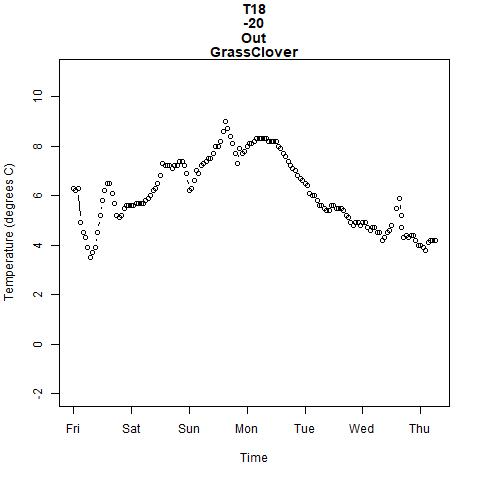 T18
-20
Out
GrassClover
Temperature (degrees C)
10
8
6
4
2
0
-2
Fri Sat Sun Mon Tue Wed Thu
Time